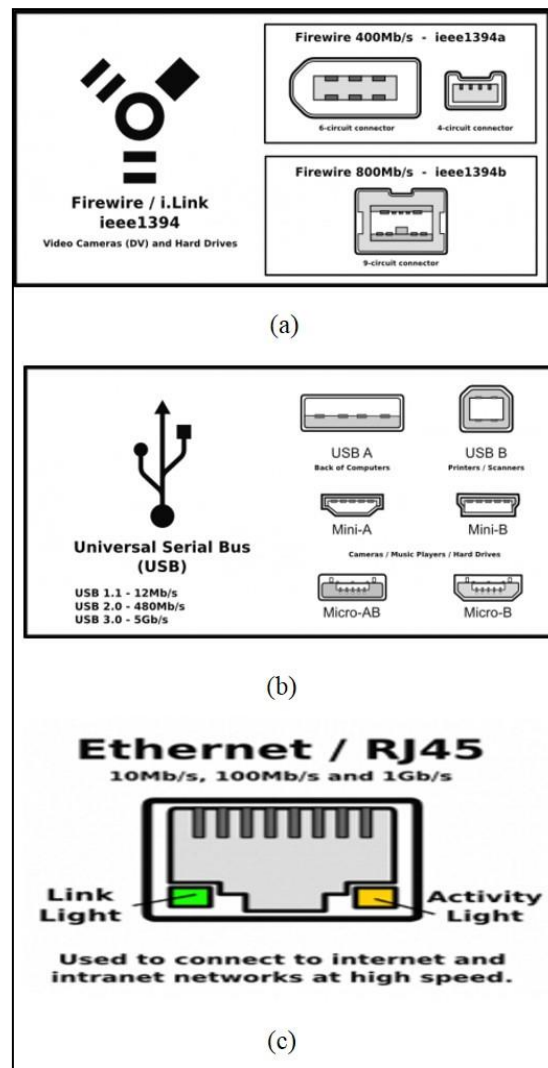 Firewire / i.Link
ieee1394
Video Cameras (DV) and Hard Drives
Firewire 400Mb/s - ieee1394a
6-circuit connector
4-circuit connector
Firewire 800Mb/s - ieee1394b
9-circuit connector
(a)
Universal Serial Bus
(USB)
USB 1.1 - 12Mb/s
USB 2.0 - 480Mb/s
USB 3.0 - 5Gb/s
USB A
Back of Computers
USB B
Printers / Scanners
Mini-A
Mini-B
Cameras / Music Players / Hard Drives
Micro-AB
Micro-B
(b)
Ethernet / RJ45
10Mb/s, 100Mb/s and 1Gb/s
Link
Light
Activity
Light
Used to connect to internet and
intranet networks at high speed.
(c)